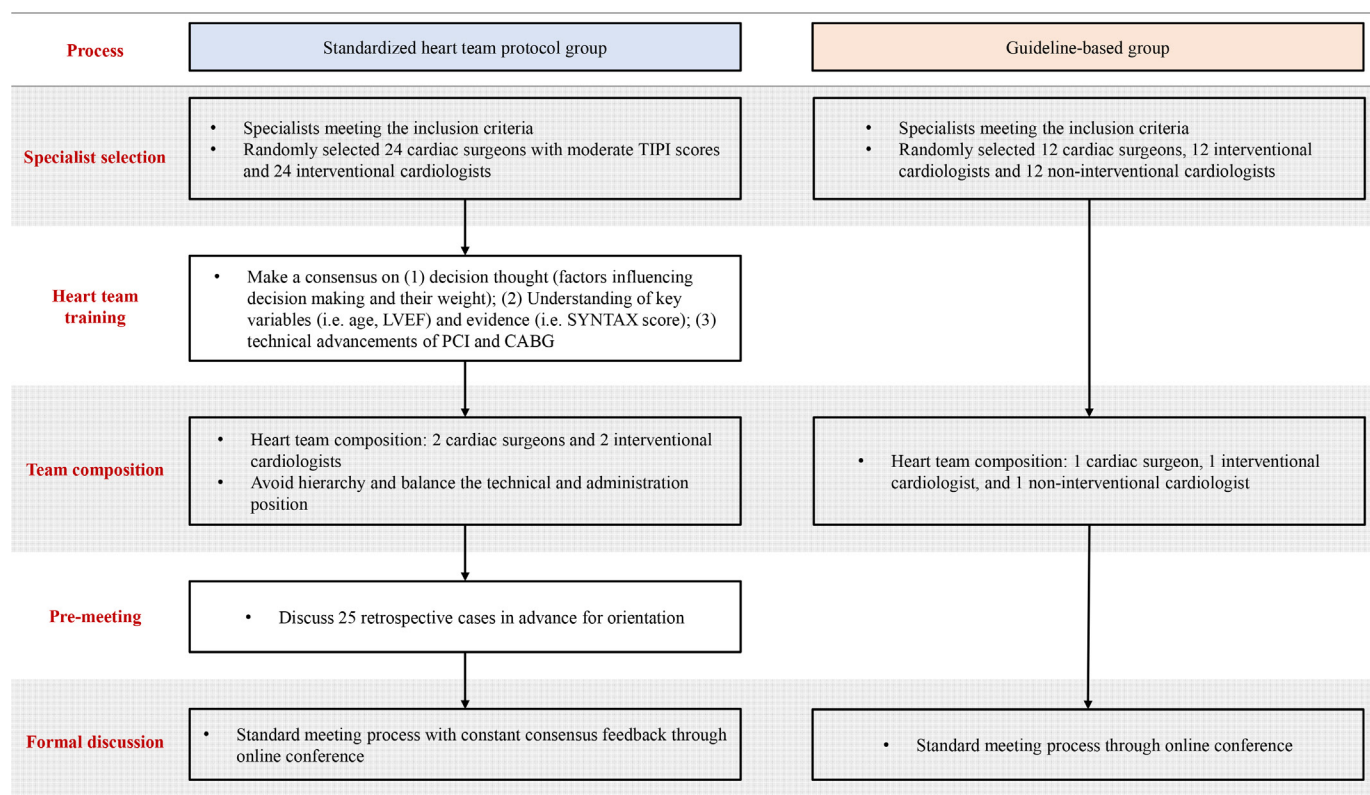 Process
Standardized heart team protocol group
Guideline-based group
Specialist selection
• Specialists meeting the inclusion criteria
• Randomly selected 24 cardiac surgeons with moderate TIPI scores
and 24 interventional cardiologists
• Specialists meeting the inclusion criteria
• Randomly selected 12 cardiac surgeons, 12 interventional
cardiologists and 12 non-interventional cardiologists
Heart team
training
• Make a consensus on (1) decision thought (factors influencing
decision making and their weight); (2) Understanding of key
variables (i.e. age, LVEF) and evidence (i.e. SYNTAX score); (3)
technical advancements of PCI and CABG
Team composition
• Heart team composition: 2 cardiac surgeons and 2 interventional
cardiologists
• Avoid hierarchy and balance the technical and administration
position
• Heart team composition: 1 cardiac surgeon, 1 interventional
cardiologist, and 1 non-interventional cardiologist
Pre-meeting
• Discuss 25 retrospective cases in advance for orientation
Formal discussion
• Standard meeting process with constant consensus feedback through
online conference
• Standard meeting process through online conference